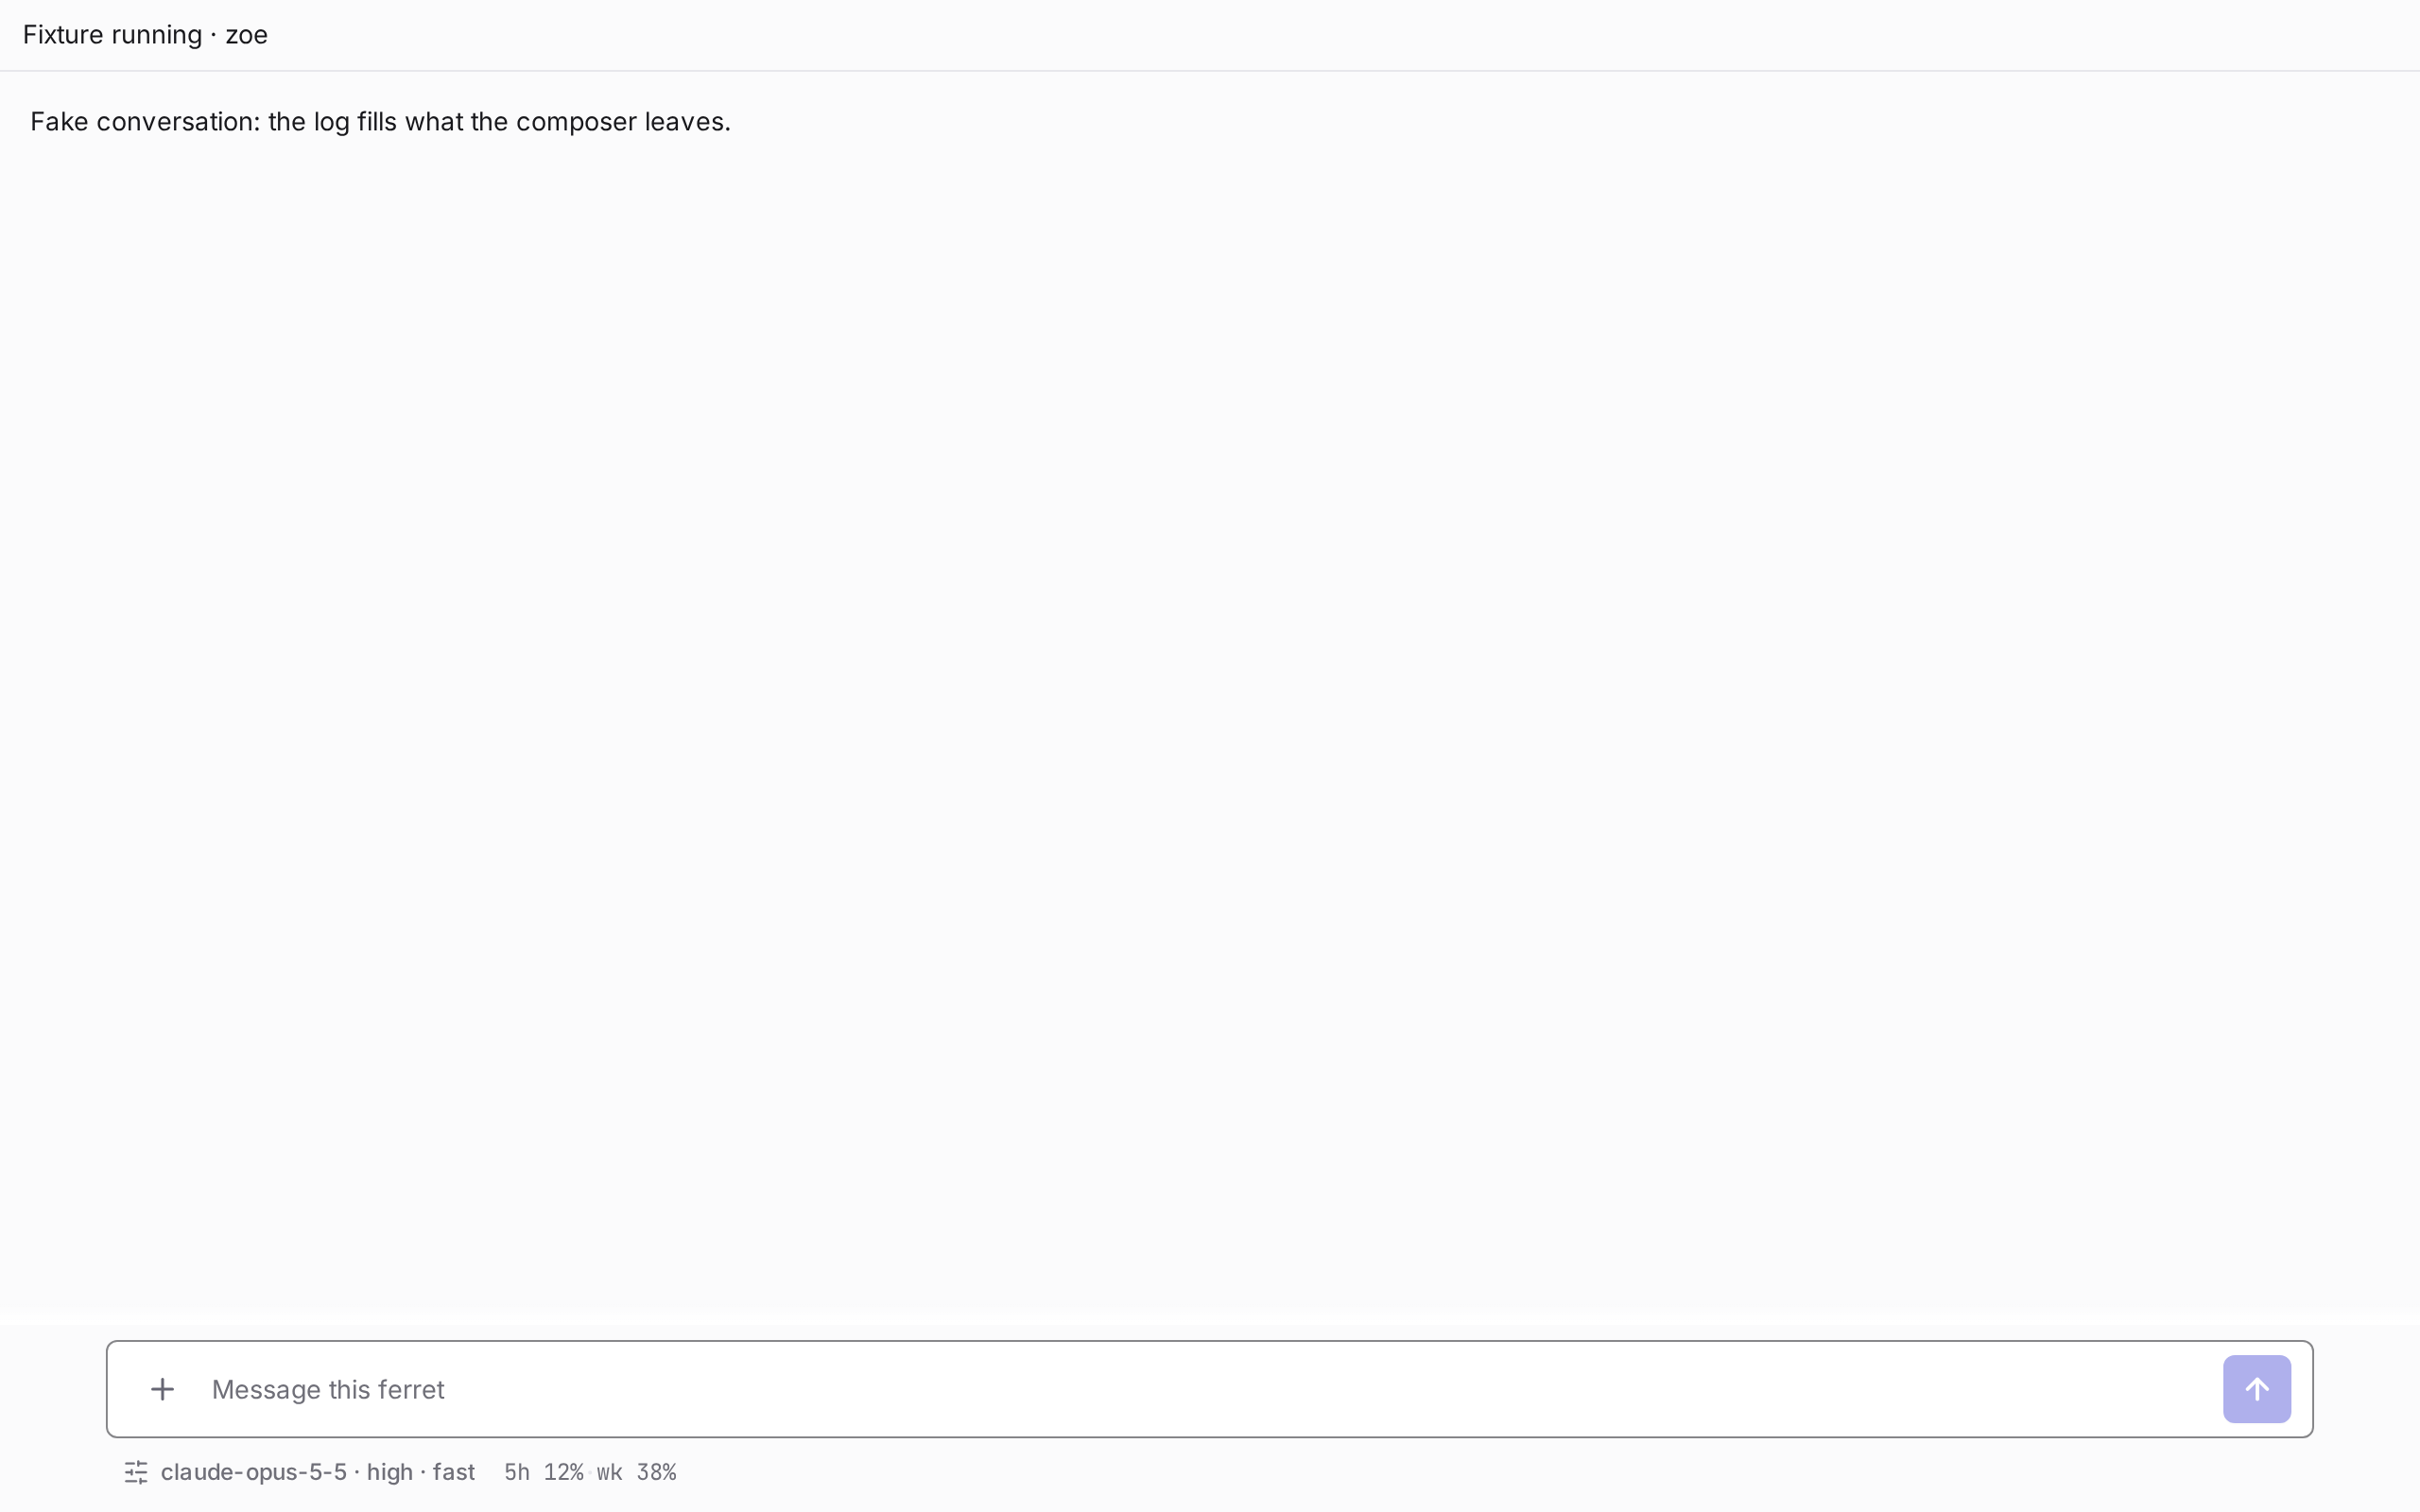 Fixture running · zoe
Fake conversation: the log fills what the composer leaves.
Message this ferret
claude-opus-5-5 · high · fast 5h 12% · wk 38%